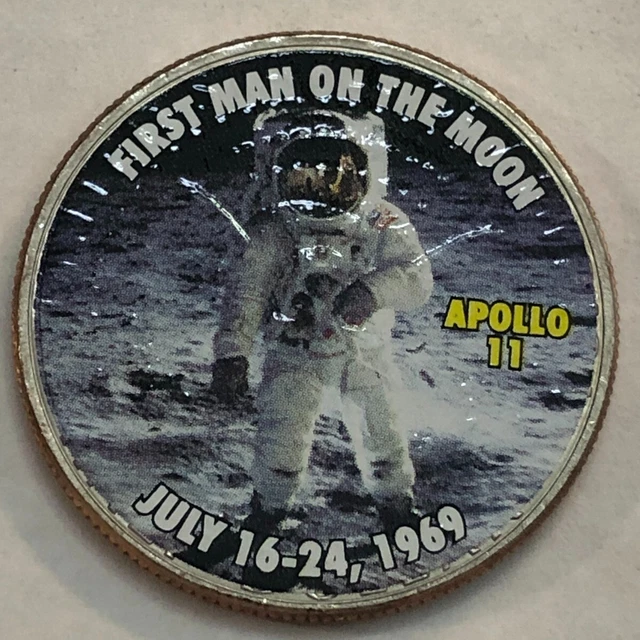 FIRST MAN ON THE MOON
APOLLO
11
JULY 16-24, 1969